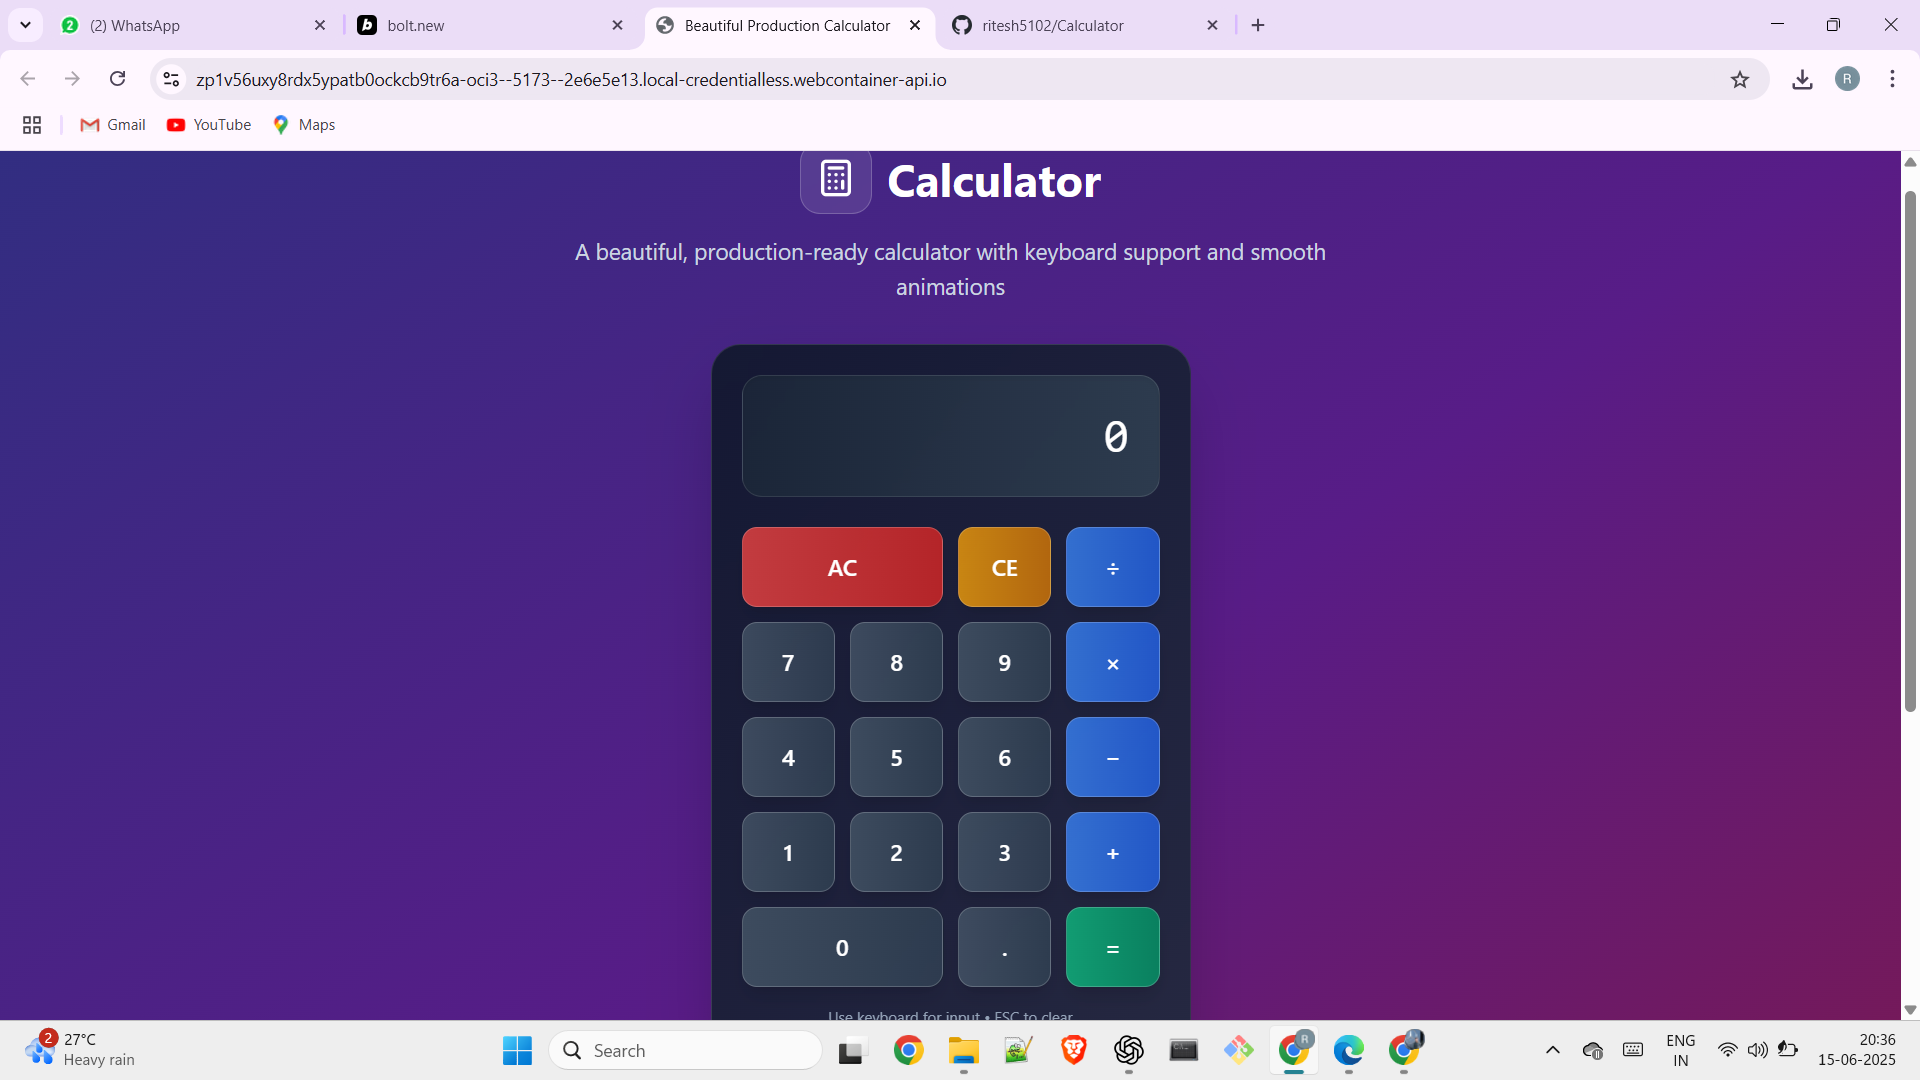 (2) WhatsApp
bolt.new
Beautiful Production Calculator
ritesh5102/Calculator
zp1v56uxy8rdx5ypatb0ockcb9tr6a-oci3--5173--2e6e5e13.local-credentialless.webcontainer-api.io
R
Gmail
YouTube
Maps
Calculator
A beautiful, production-ready calculator with keyboard support and smooth
animations
0
AC CE ÷
7 8 9 ×
4 5 6 −
1 2 3 +
0 . =
Use keyboard for input • ESC to clear
2
27°C
Heavy rain
Search
R
ENG
IN
20:36
15-06-2025